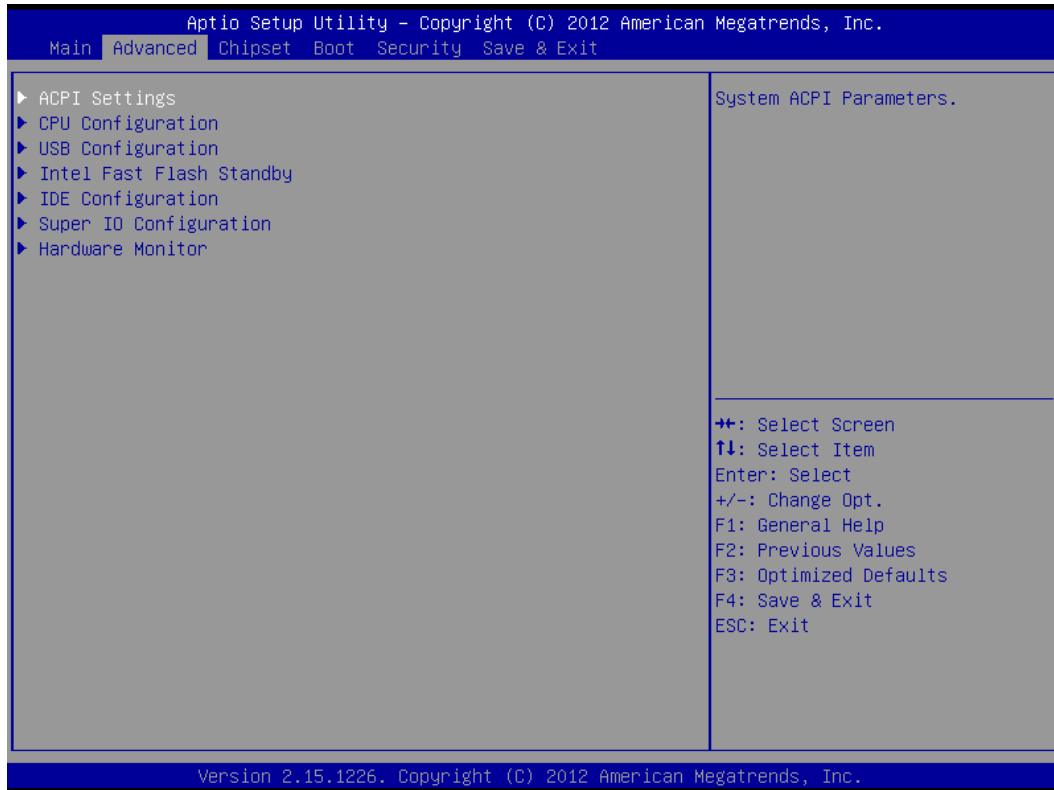 Aptio Setup Utility – Copyright (C) 2012 American Megatrends, Inc.
Main Advanced Chipset Boot Security Save & Exit
► ACPI Settings
► CPU Configuration
► USB Configuration
► Intel Fast Flash Standby
► IDE Configuration
► Super IO Configuration
► Hardware Monitor
System ACPI Parameters.
→←: Select Screen
↑↓: Select Item
Enter: Select
+/-: Change Opt.
F1: General Help
F2: Previous Values
F3: Optimized Defaults
F4: Save & Exit
ESC: Exit
Version 2.15.1226. Copyright (C) 2012 American Megatrends, Inc.